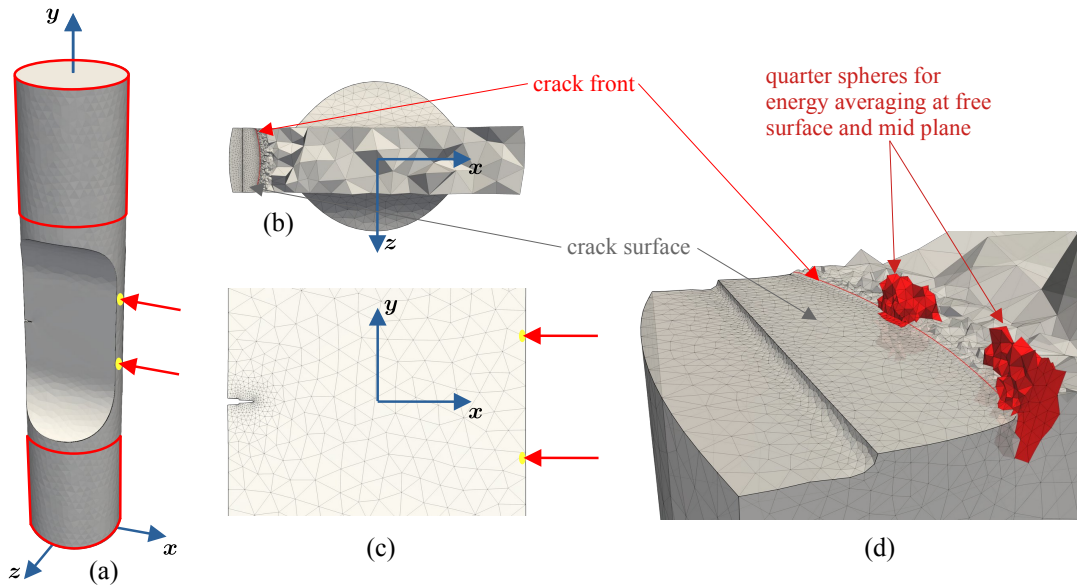 y
z
x
(a)
crack front
x
z
(b)
crack surface
y
x
(c)
quarter spheres for
energy averaging at free
surface and mid plane
(d)